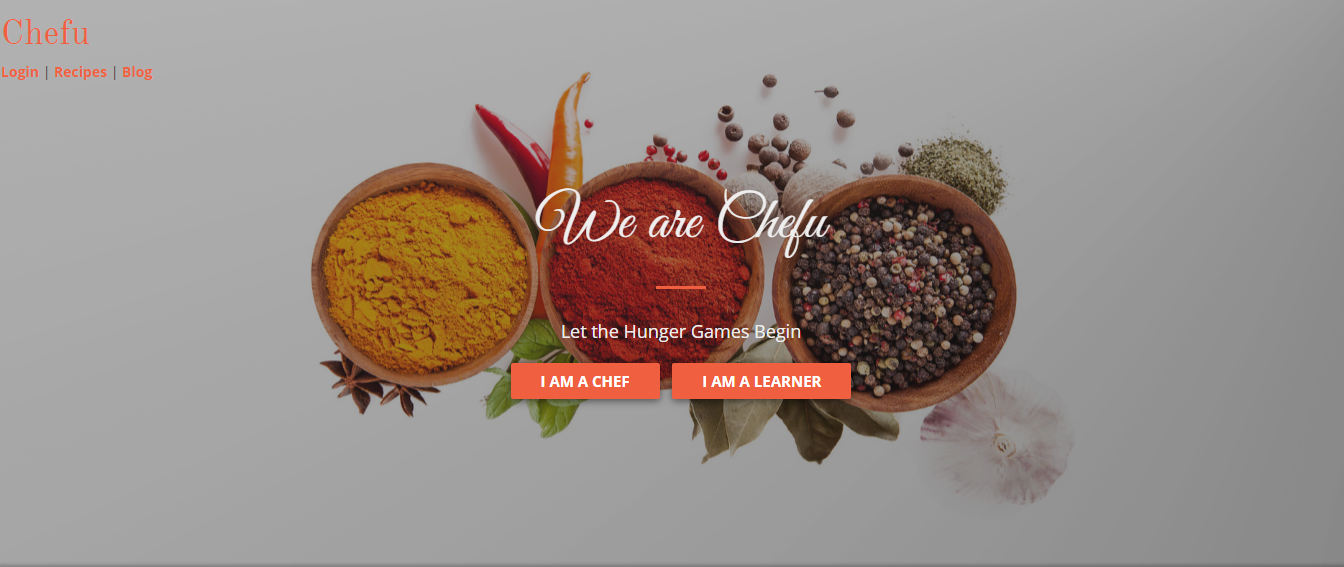 Chefu
Login | Recipes | Blog
We are Chefu
Let the Hunger Games Begin
I AM A CHEF
I AM A LEARNER